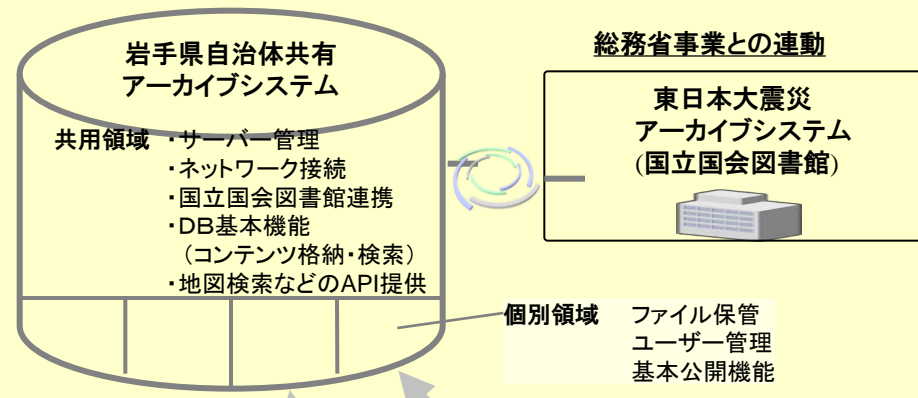 岩手県自治体共有
アーカイブシステム
共用領域 ・サーバー管理
・ネットワーク接続
・国立国会図書館連携
・DB基本機能
（コンテンツ格納・検索）
・地図検索などのAPI提供
総務省事業との連動
東日本大震災
アーカイブシステム
(国立国会図書館)
個別領域 ファイル保管
ユーザー管理
基本公開機能